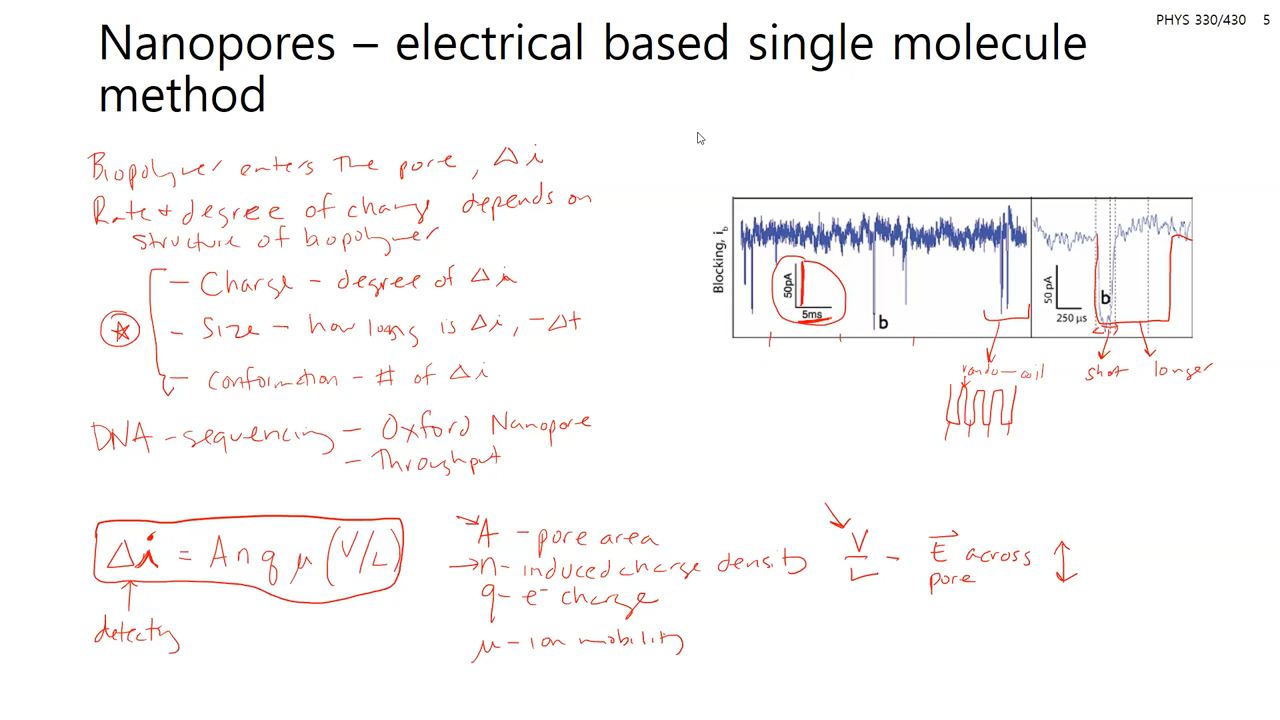 PHYS 330/430 5
Nanopores – electrical based single molecule
method
Biopolymer enters the pore, Δi
Rate + degree of change depends on
structure of biopolymer
- Charge - degree of Δi
- Size - how long is Δi, - Δt
- Conformation - # of Δi
DNA - sequencing - Oxford Nanopore
- Throughput
Δi = A n q μ (V/L)
detecting
A - pore area
n - induced charge density
q - e⁻ charge
μ - ion mobility
V/L - E across
pore
Blocking, i_b
50pA
5ms
b
50 pA
250 μs
b
coil
short
longer